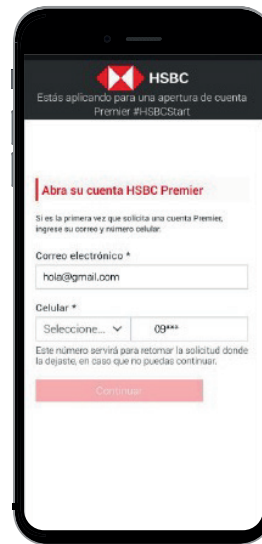 HSBC
Estás aplicando para una apertura de cuenta
Premier #HSBCStart
Abra su cuenta HSBC Premier
Si es la primera vez que solicita una cuenta Premier,
ingrese su correo y número celular.
Correo electrónico *
hola@gmail.com
Celular *
Seleccione... 09***
Este número servirá para retomar la solicitud donde
la dejaste, en caso que no puedas continuar.
Continuar